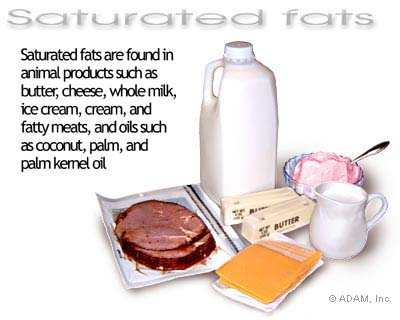 Saturated fats
Saturated fats are found in
animal products such as
butter, cheese, whole milk,
ice cream, cream, and
fatty meats, and oils such
as coconut, palm, and
palm kernel oil
BUTTER
BUTTER
© ADAM, Inc.